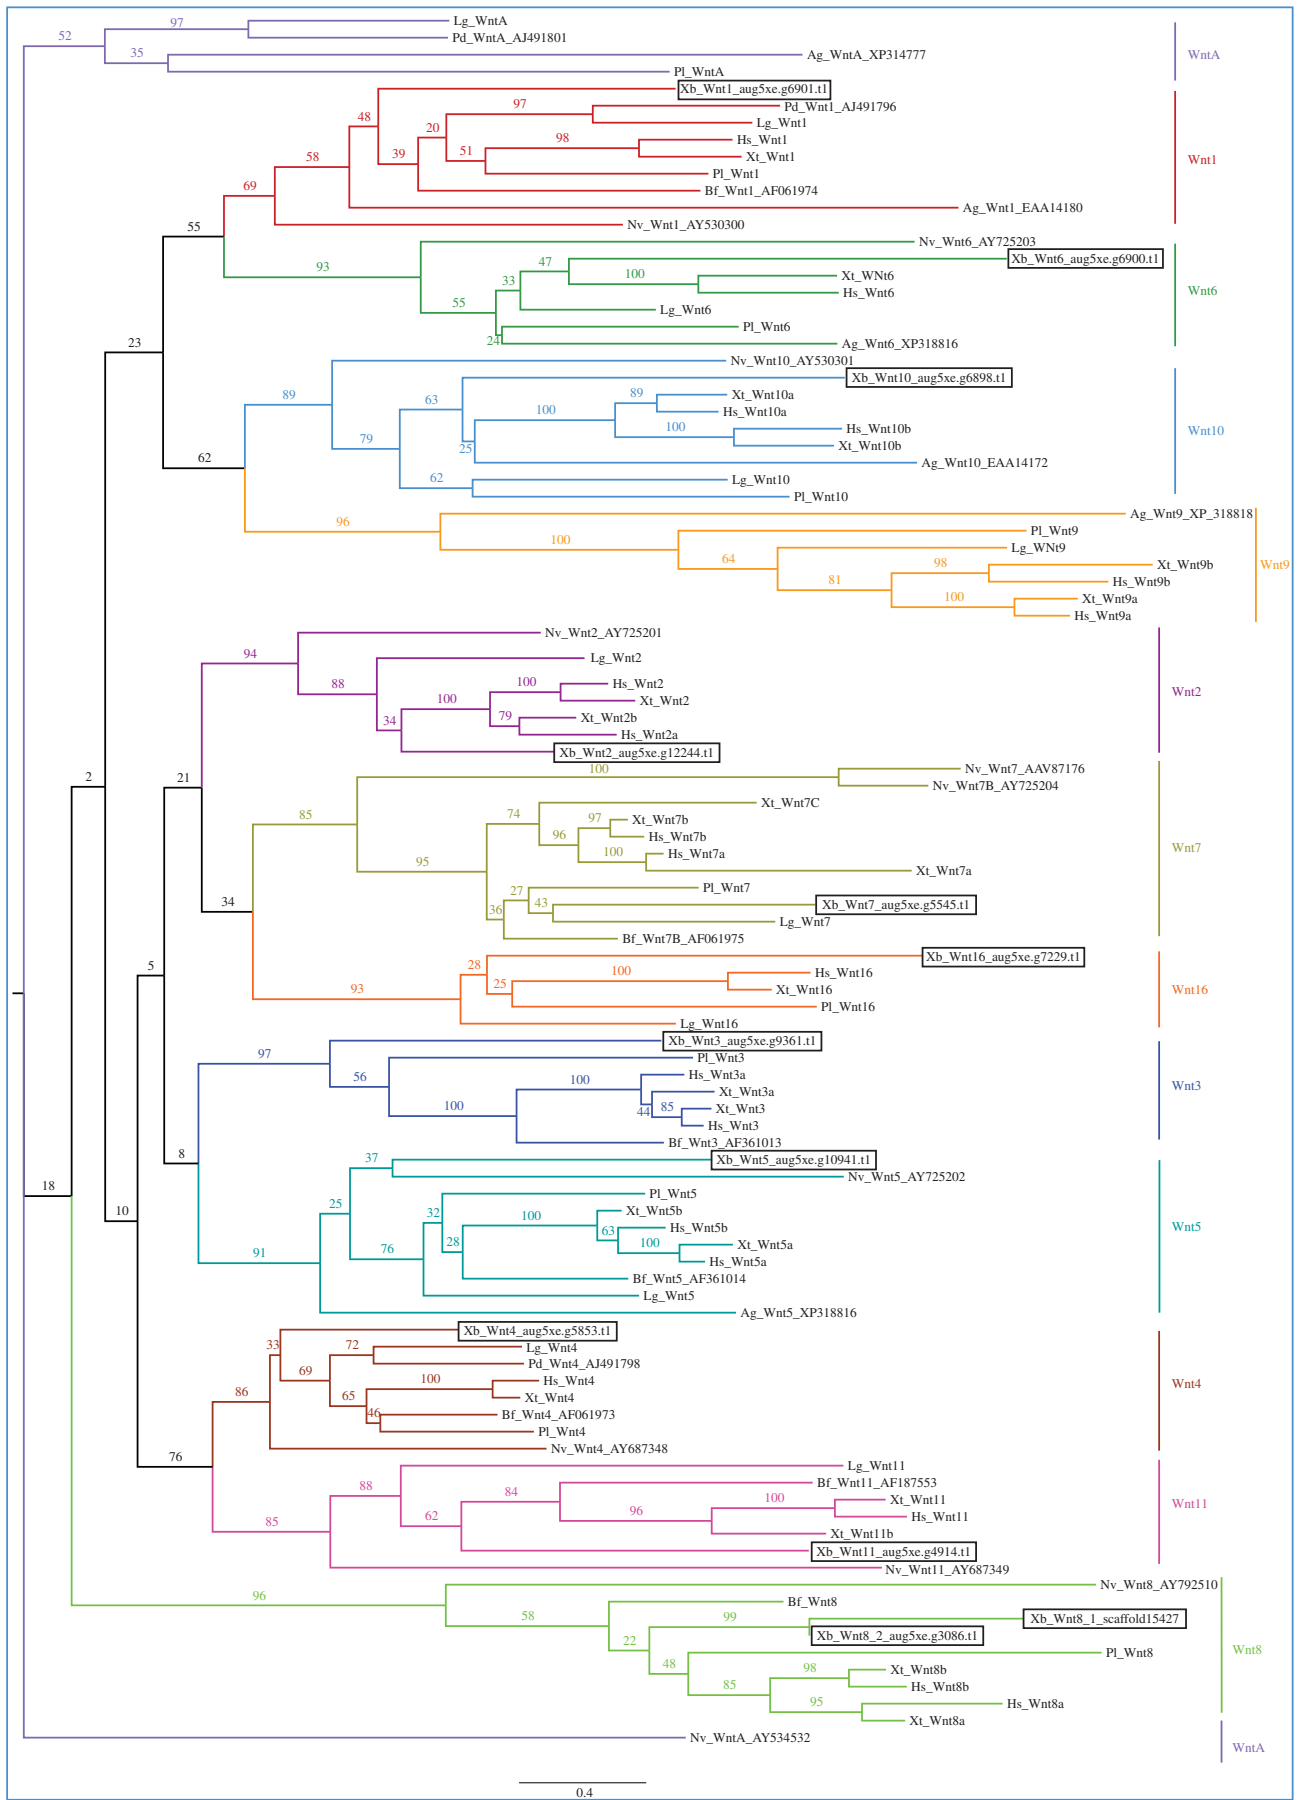 Lg_WntA
97
52
Pd_WntA_AJ491801
35
Ag_WntA_XP314777
WntA
Pl_WntA
Xb_Wnt1_aug5xe.g6901.t1
97
Pd_Wnt1_AJ491796
48
20
Lg_Wnt1
98
Hs_Wnt1
39
51
58
Xt_Wnt1
Wnt1
Pl_Wnt1
69
Bf_Wnt1_AF061974
Ag_Wnt1_EAA14180
55
Nv_Wnt1_AY530300
Nv_Wnt6_AY725203
93
47
Xb_Wnt6_aug5xe.g6900.t1
100
Xt_WNt6
33
Hs_Wnt6
Wnt6
55
Lg_Wnt6
Pl_Wnt6
24
Ag_Wnt6_XP318816
23
Nv_Wnt10_AY530301
Xb_Wnt10_aug5xe.g6898.t1
89
63
89
Xt_Wnt10a
100
Hs_Wnt10a
79
100
Hs_Wnt10b
Wnt10
25
Xt_Wnt10b
62
Ag_Wnt10_EAA14172
62
Lg_Wnt10
Pl_Wnt10
96
Ag_Wnt9_XP_318818
100
Pl_Wnt9
64
Lg_WNt9
98
Xt_Wnt9b
Wnt9
81
Hs_Wnt9b
100
Xt_Wnt9a
Hs_Wnt9a
Nv_Wnt2_AY725201
94
Lg_Wnt2
88
100
Hs_Wnt2
100
Xt_Wnt2
Wnt2
34
79
Xt_Wnt2b
Hs_Wnt2a
Xb_Wnt2_aug5xe.g12244.t1
2
21
100
Nv_Wnt7_AAV87176
Nv_Wnt7B_AY725204
85
74
Xt_Wnt7C
97
Xt_Wnt7b
96
Hs_Wnt7b
Wnt7
95
100
Hs_Wnt7a
Xt_Wnt7a
27
Pl_Wnt7
34
36
43
Xb_Wnt7_aug5xe.g5545.t1
Lg_Wnt7
Bf_Wnt7B_AF061975
5
28
Xb_Wnt16_aug5xe.g7229.t1
93
25
100
Hs_Wnt16
Xt_Wnt16
Wnt16
Pl_Wnt16
Lg_Wnt16
97
Xb_Wnt3_aug5xe.g9361.t1
56
Pl_Wnt3
100
Hs_Wnt3a
100
Xt_Wnt3a
Wnt3
44
85
Xt_Wnt3
Hs_Wnt3
Bf_Wnt3_AF361013
8
37
Xb_Wnt5_aug5xe.g10941.t1
Nv_Wnt5_AY725202
18
25
Pl_Wnt5
32
100
Xt_Wnt5b
10
63
Hs_Wnt5b
Wnt5
91
76
28
100
Xt_Wnt5a
Hs_Wnt5a
Bf_Wnt5_AF361014
Lg_Wnt5
Ag_Wnt5_XP318816
33
Xb_Wnt4_aug5xe.g5853.t1
72
Lg_Wnt4
69
Pd_Wnt4_AJ491798
86
100
Hs_Wnt4
Wnt4
65
Xt_Wnt4
46
Bf_Wnt4_AF061973
Pl_Wnt4
76
Nv_Wnt4_AY687348
Lg_Wnt11
88
Bf_Wnt11_AF187553
84
100
Xt_Wnt11
Wnt11
62
96
Hs_Wnt11
85
Xt_Wnt11b
Xb_Wnt11_aug5xe.g4914.t1
Nv_Wnt11_AY687349
96
Nv_Wnt8_AY792510
58
Bf_Wnt8
99
Xb_Wnt8_1_scaffold15427
22
Xb_Wnt8_2_aug5xe.g3086.t1
Wnt8
48
Pl_Wnt8
98
Xt_Wnt8b
85
Hs_Wnt8b
95
Hs_Wnt8a
Xt_Wnt8a
Nv_WntA_AY534532
WntA
0.4